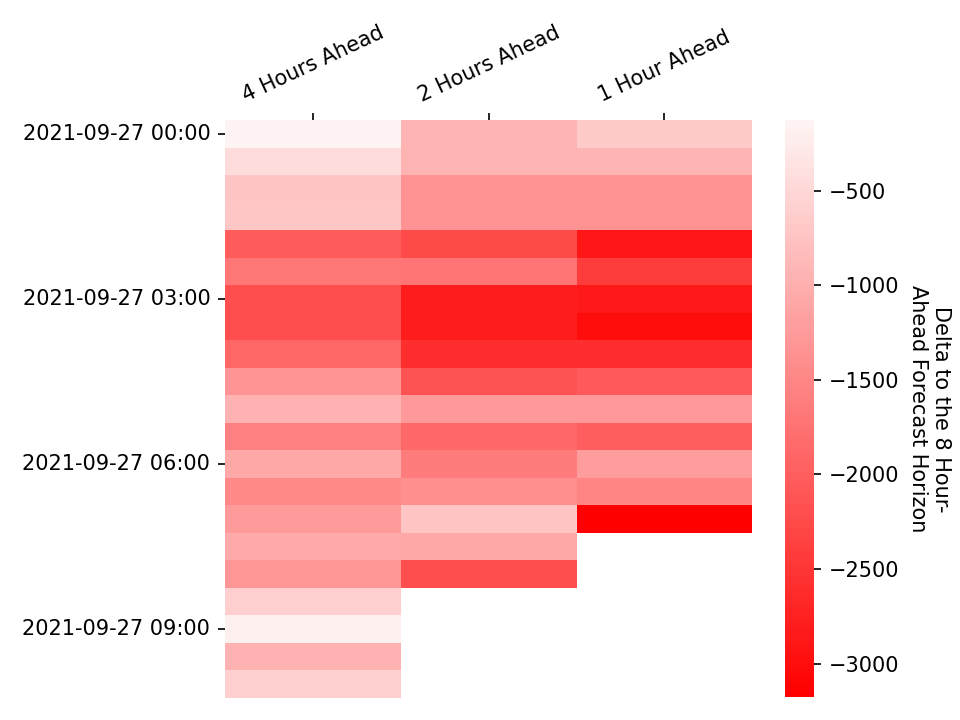 4 Hours Ahead
2 Hours Ahead
1 Hour Ahead
2021-09-27 00:00
2021-09-27 03:00
2021-09-27 06:00
2021-09-27 09:00
−500
−1000
−1500
−2000
−2500
−3000
Delta to the 8 Hour-
Ahead Forecast Horizon